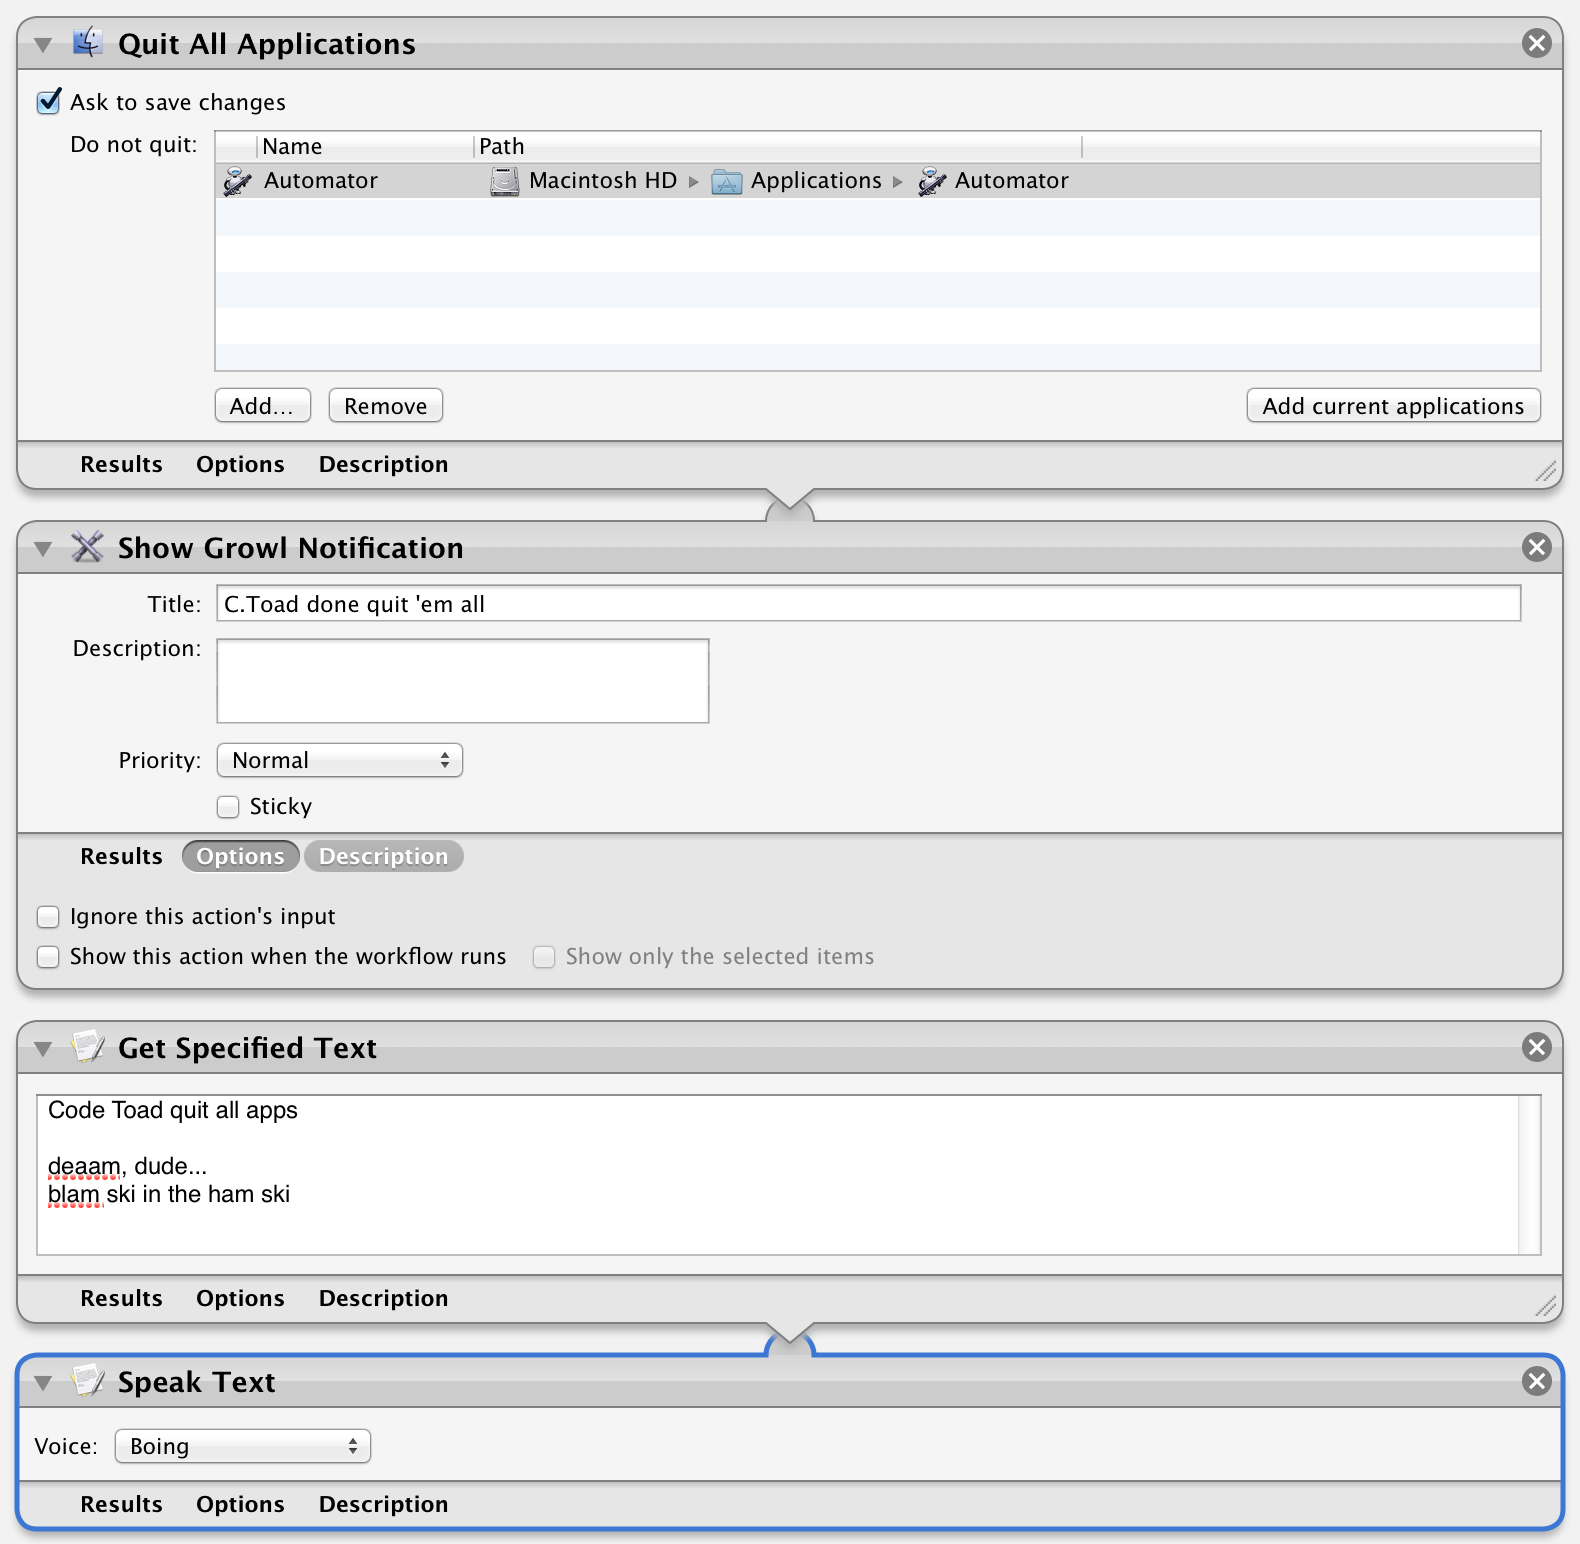 Quit All Applications
Ask to save changes
Do not quit:
Name Path
Automator Macintosh HD Applications Automator
Add... Remove Add current applications
Results Options Description
Show Growl Notification
Title: C.Toad done quit 'em all
Description:
Priority: Normal
Sticky
Results Options Description
Ignore this action's input
Show this action when the workflow runs Show only the selected items
Get Specified Text
Code Toad quit all apps
deaam, dude...
blam ski in the ham ski
Results Options Description
Speak Text
Voice: Boing
Results Options Description